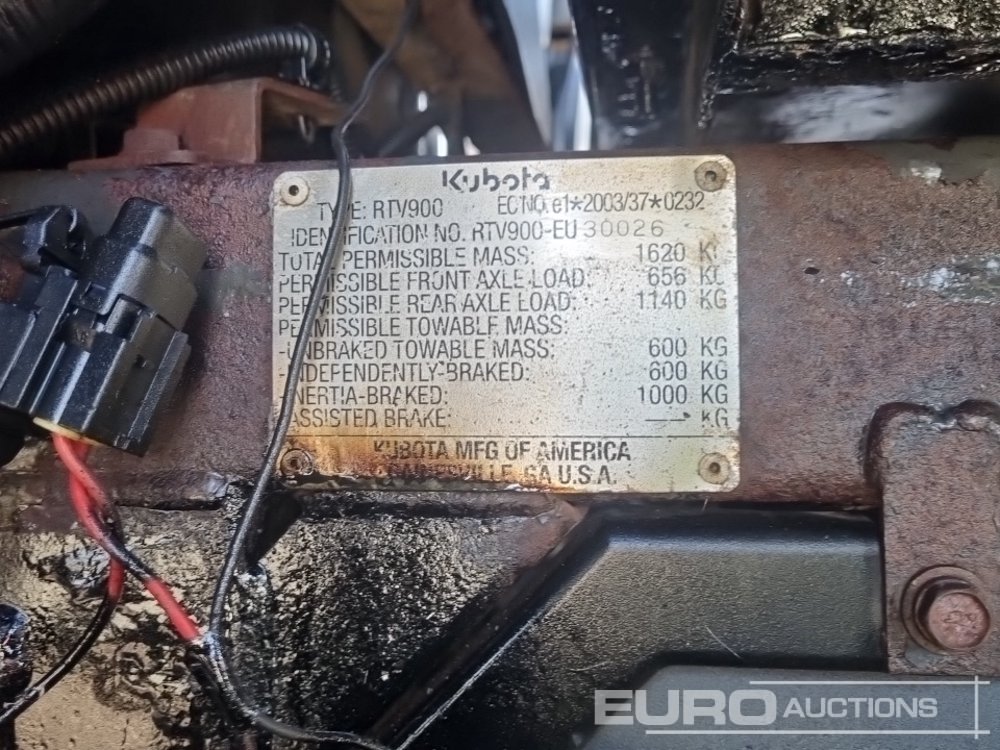 Kubota
TYPE: RTV900 EC NO. e1*2003/37*0232
IDENTIFICATION NO. RTV900-EU 30026
TOTAL PERMISSIBLE MASS: 1620 K
PERMISSIBLE FRONT AXLE LOAD: 656 KG
PERMISSIBLE REAR AXLE LOAD: 1140 KG
PERMISSIBLE TOWABLE MASS:
-UNBRAKED TOWABLE MASS: 600 KG
-INDEPENDENTLY-BRAKED: 600 KG
INERTIA-BRAKED: 1000 KG
ASSISTED BRAKE: — KG
KUBOTA MFG OF AMERICA
GAINESVILLE, GA U.S.A.
EURO AUCTIONS